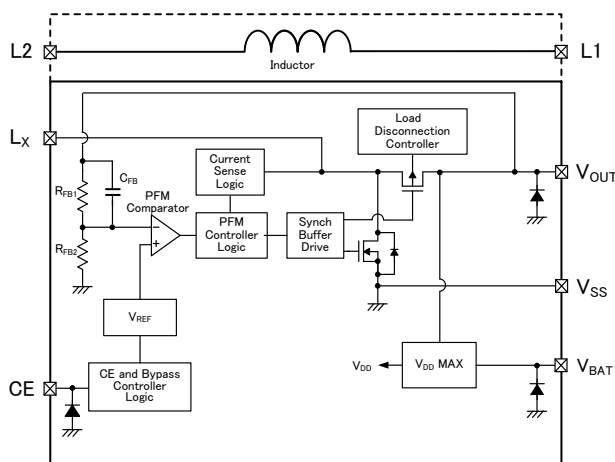 L2
L1
Inductor
Load
Disconnection
Controller
LX
Current
Sense
Logic
VOUT
CFB
RFB1
PFM
Comparator
−
+
PFM
Controller
Logic
Synch
Buffer
Drive
RFB2
VSS
VREF
VDD
VDD MAX
VBAT
CE and Bypass
Controller
Logic
CE